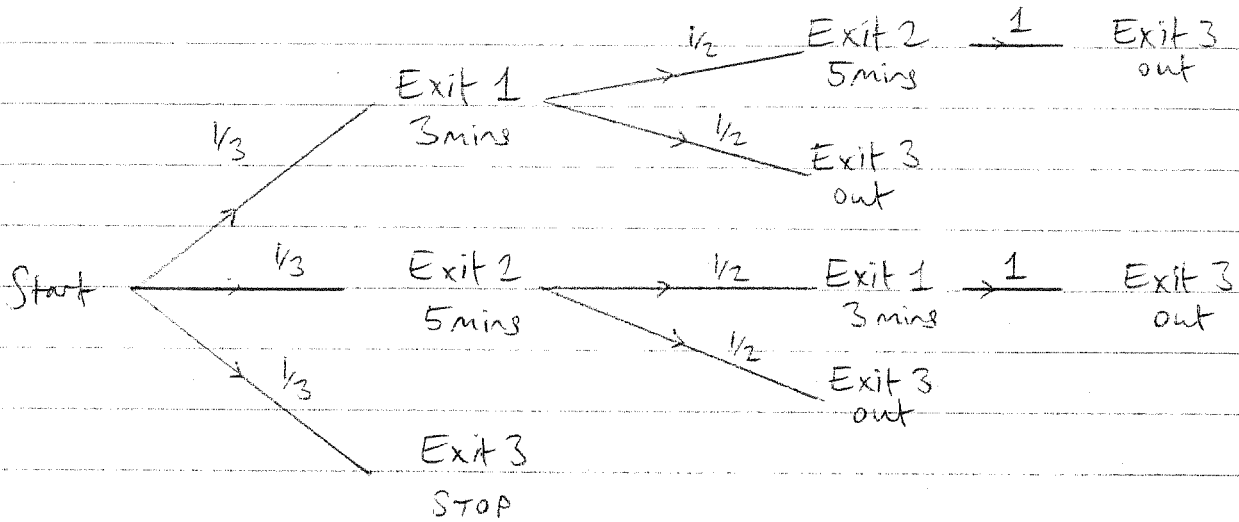 1/2 Exit 2 1 Exit 3
5mins out
Exit 1
3mins
1/3
1/2
Exit 3
out
Start 1/3 Exit 2 1/2 Exit 1 1 Exit 3
5mins 3mins out
1/2
1/3
Exit 3
out
Exit 3
STOP